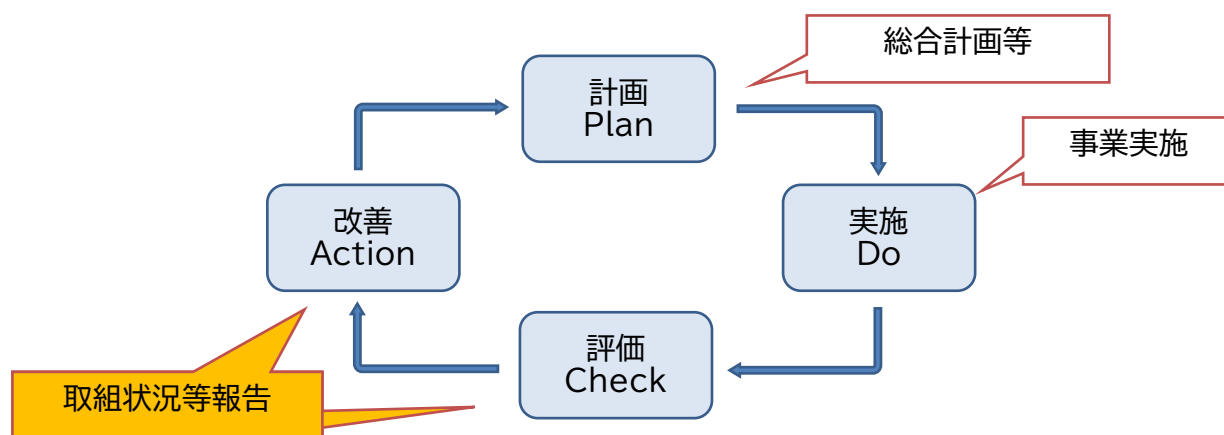 総合計画等
計画
Plan
事業実施
改善
Action
実施
Do
評価
Check
取組状況等報告